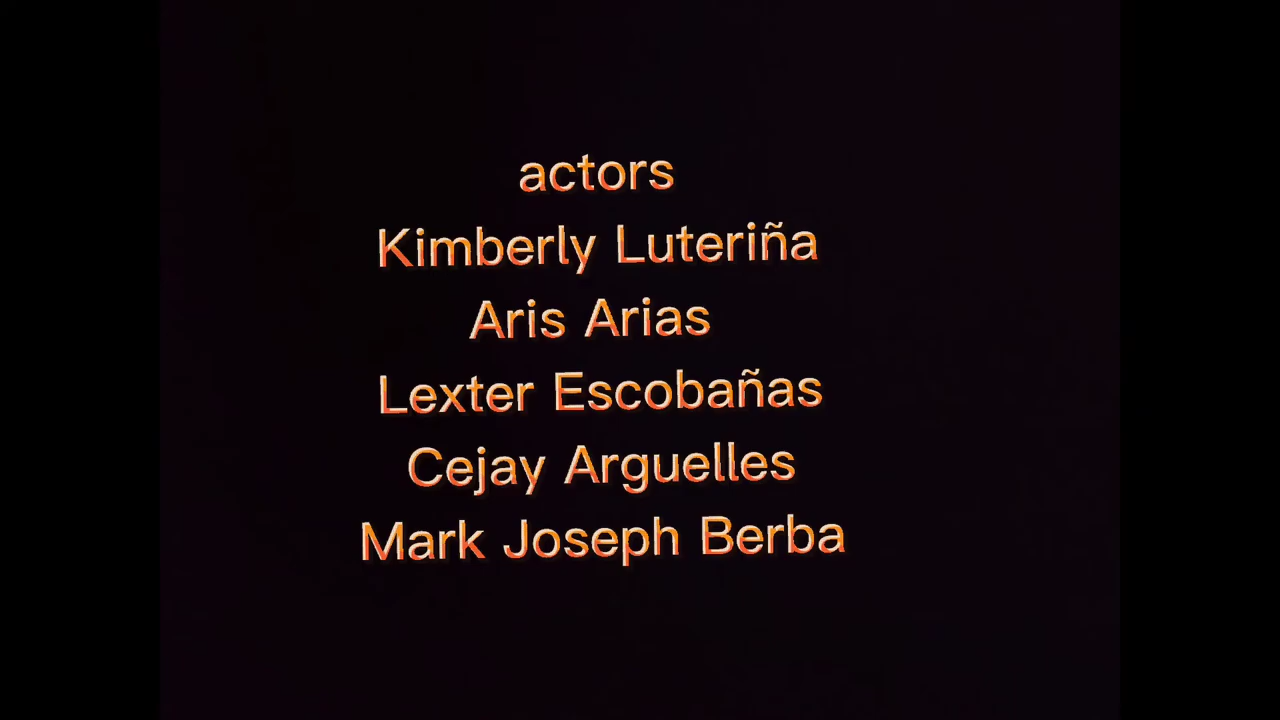 actors
Kimberly Luteriña
Aris Arias
Lexter Escobañas
Cejay Arguelles
Mark Joseph Berba